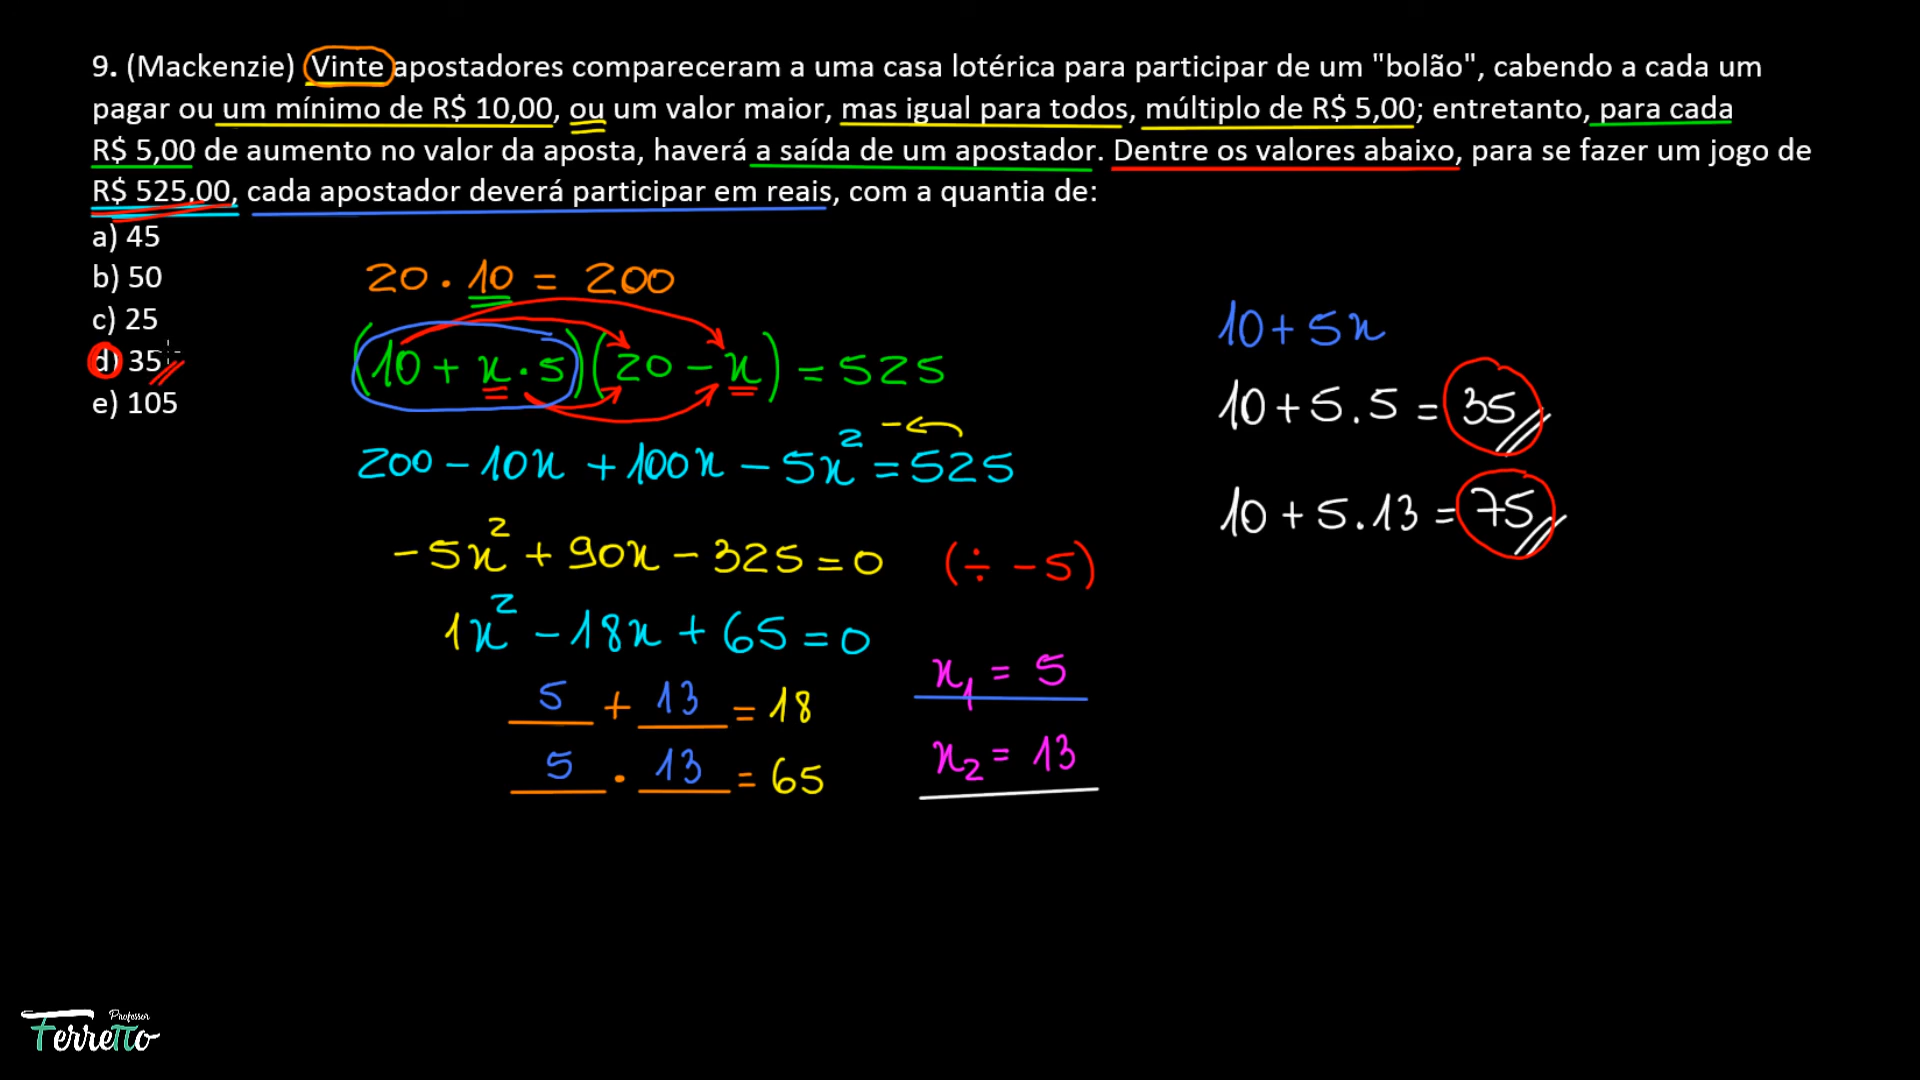 9. (Mackenzie) Vinte apostadores compareceram a uma casa lotérica para participar de um "bolão", cabendo a cada um
pagar ou um mínimo de R$ 10,00, ou um valor maior, mas igual para todos, múltiplo de R$ 5,00; entretanto, para cada
R$ 5,00 de aumento no valor da aposta, haverá a saída de um apostador. Dentre os valores abaixo, para se fazer um jogo de
R$ 525,00, cada apostador deverá participar em reais, com a quantia de:
a) 45
b) 50
c) 25
d) 35
e) 105
20 · 10 = 200
(10 + x · 5)(20 - x) = 525
200 - 10x + 100x - 5x² = 525
-5x² + 90x - 325 = 0 (÷ -5)
1x² - 18x + 65 = 0
5 + 13 = 18
5 · 13 = 65
x₁ = 5
x₂ = 13
10 + 5x
10 + 5.5 = 35
10 + 5.13 = 75
Professor
Ferretto